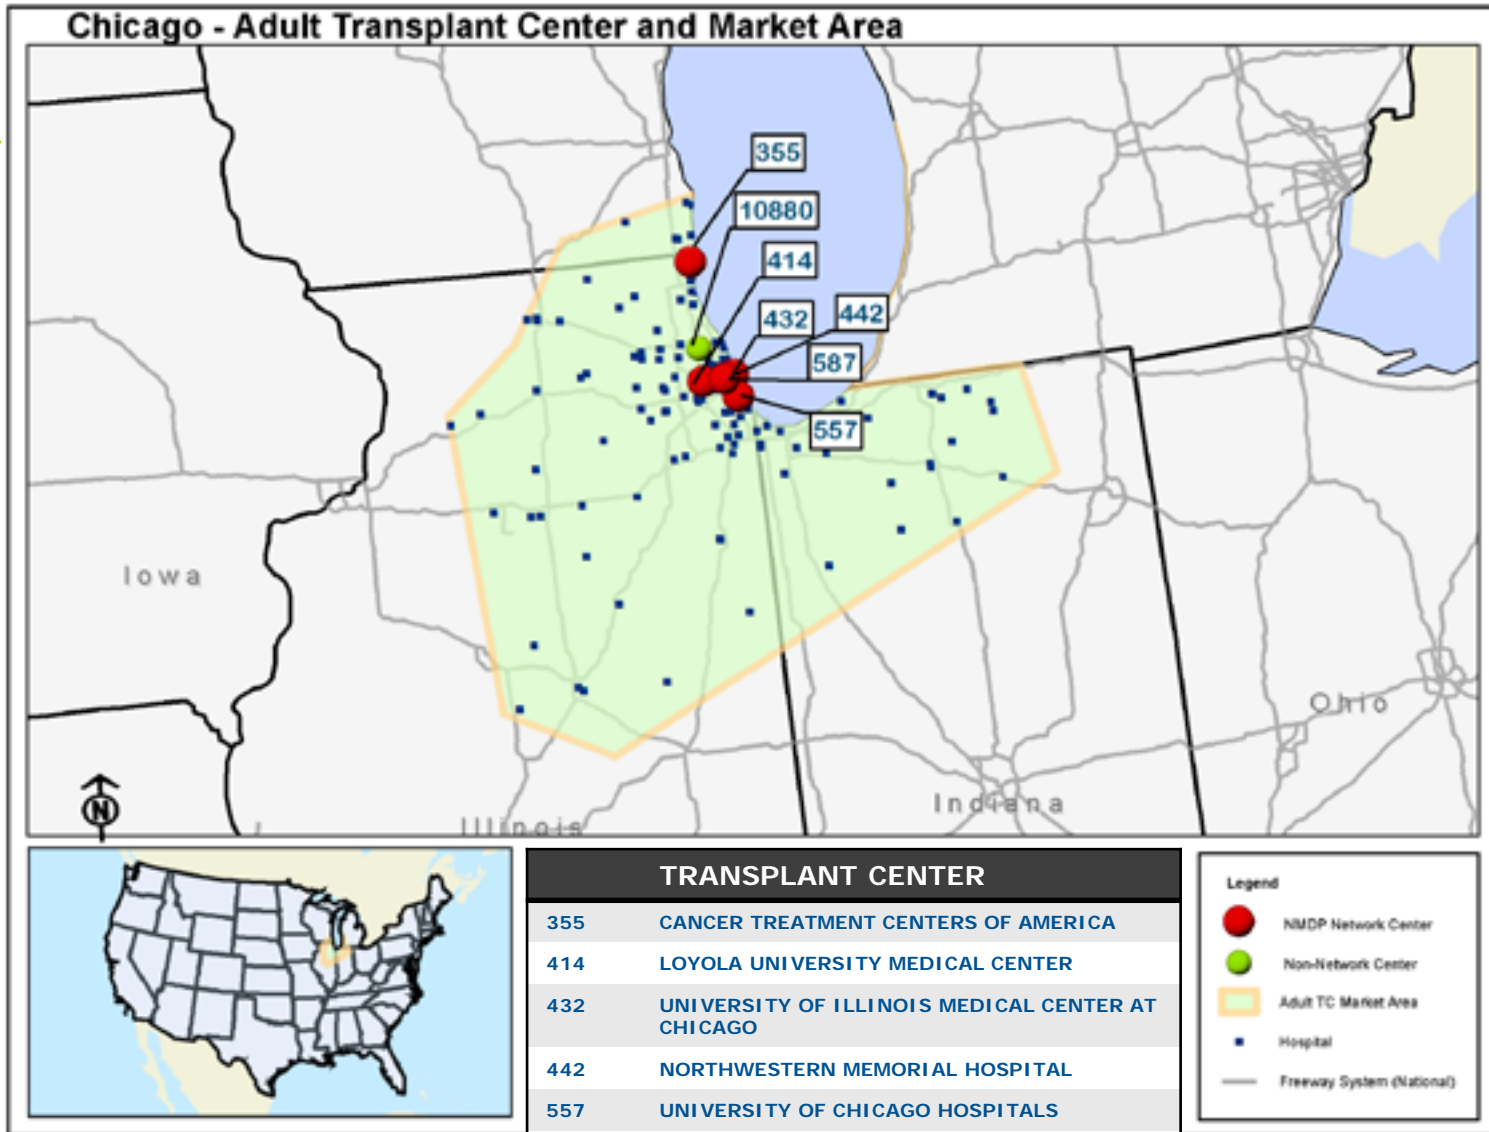 Chicago - Adult Transplant Center and Market Area
355
10880
414
432
442
587
557
Iowa
Ohio
Indiana
Illinois
N
TRANSPLANT CENTER
355 CANCER TREATMENT CENTERS OF AMERICA
414 LOYOLA UNIVERSITY MEDICAL CENTER
432 UNIVERSITY OF ILLINOIS MEDICAL CENTER AT
CHICAGO
442 NORTHWESTERN MEMORIAL HOSPITAL
557 UNIVERSITY OF CHICAGO HOSPITALS
Legend
NMDP Network Center
Non-Network Center
Adult TC Market Area
Hospital
Freeway System (National)